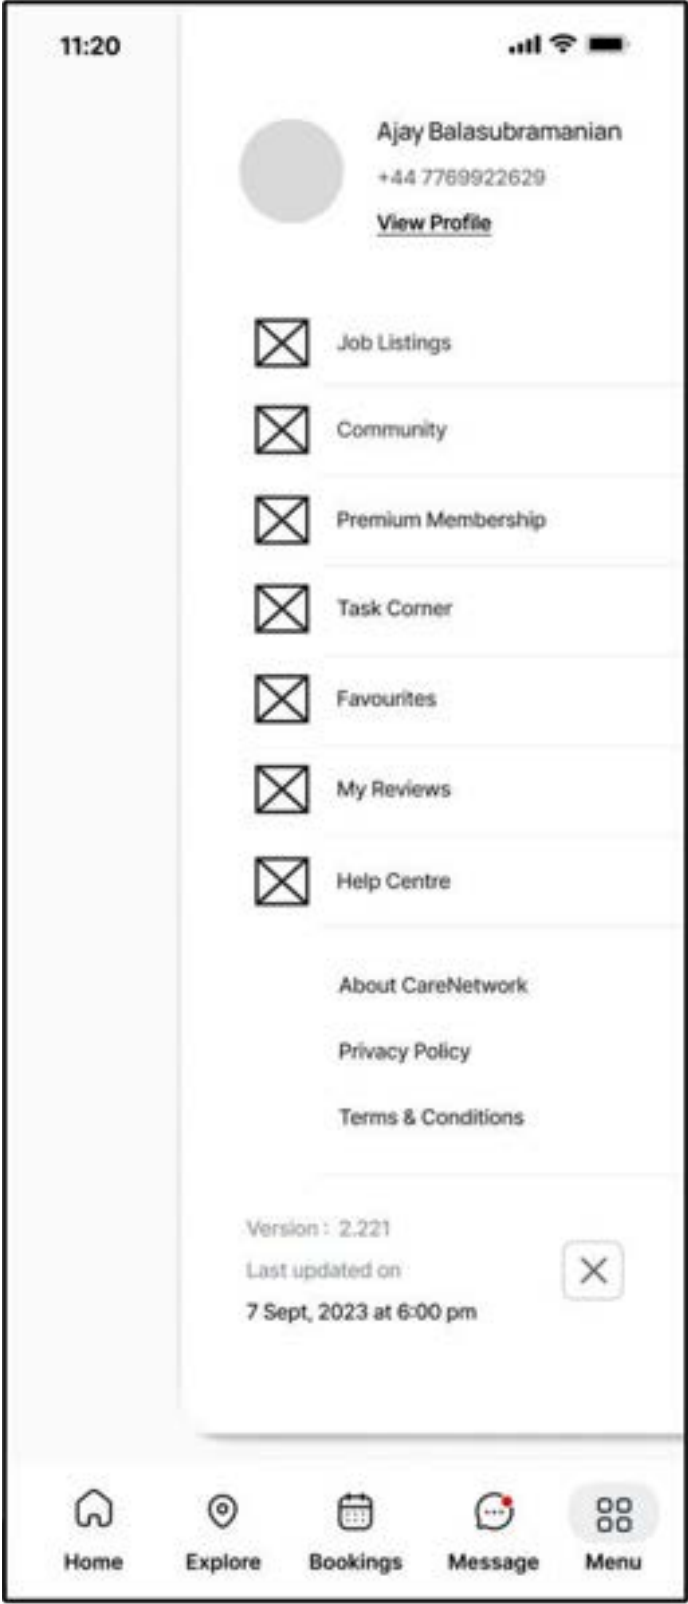 11:20
Ajay Balasubramanian
+44 7769922629
View Profile
Job Listings
Community
Premium Membership
Task Corner
Favourites
My Reviews
Help Centre
About CareNetwork
Privacy Policy
Terms & Conditions
Version : 2.221
Last updated on
7 Sept, 2023 at 6:00 pm
Home
Explore
Bookings
Message
Menu